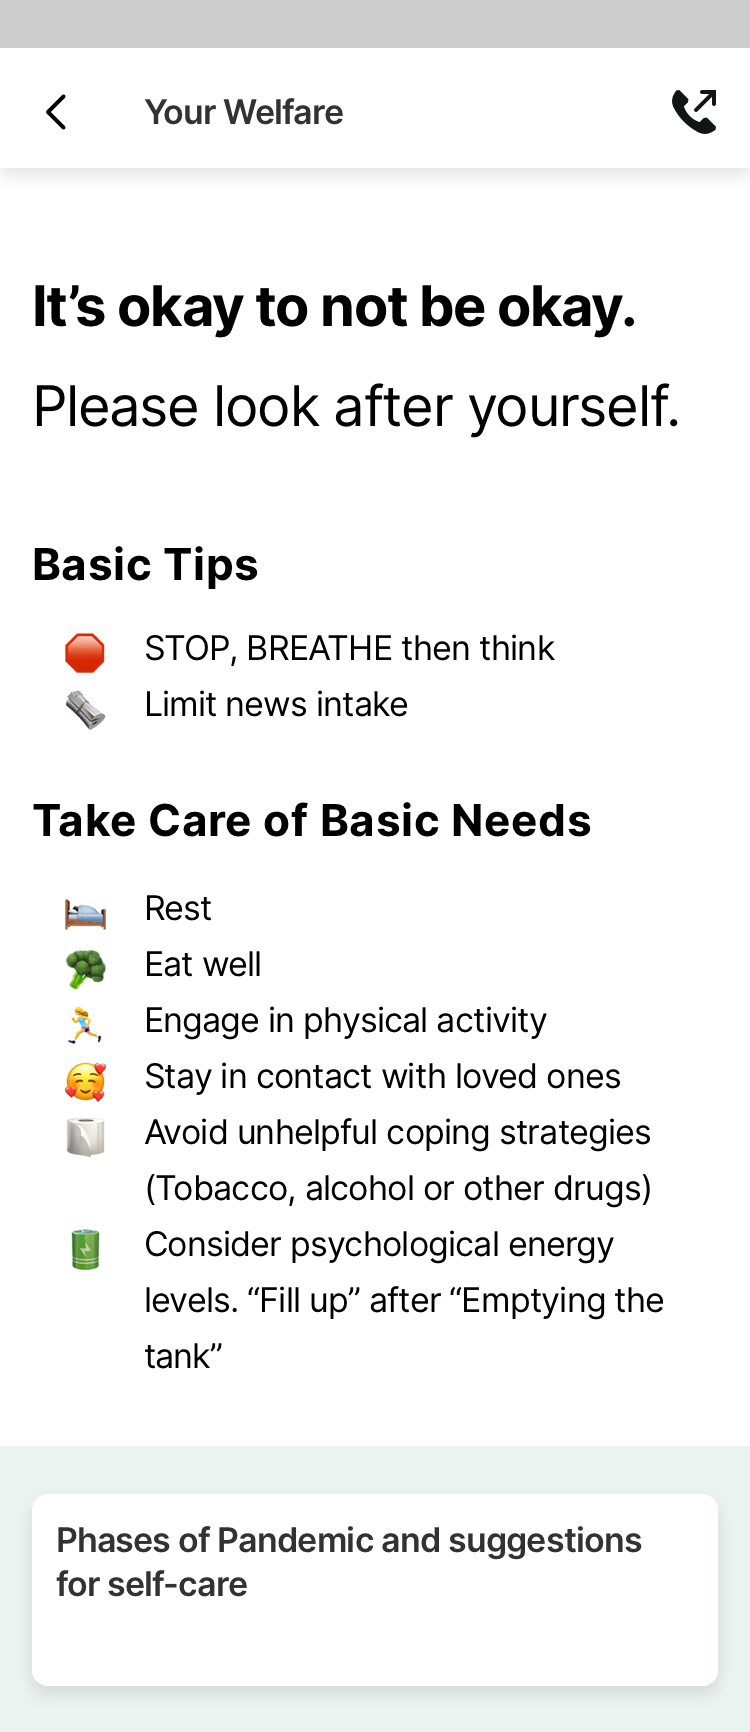 Your Welfare
It’s okay to not be okay.
Please look after yourself.
Basic Tips
STOP, BREATHE then think
Limit news intake
Take Care of Basic Needs
Rest
Eat well
Engage in physical activity
Stay in contact with loved ones
Avoid unhelpful coping strategies
(Tobacco, alcohol or other drugs)
Consider psychological energy
levels. “Fill up” after “Emptying the
tank”
Phases of Pandemic and suggestions
for self-care